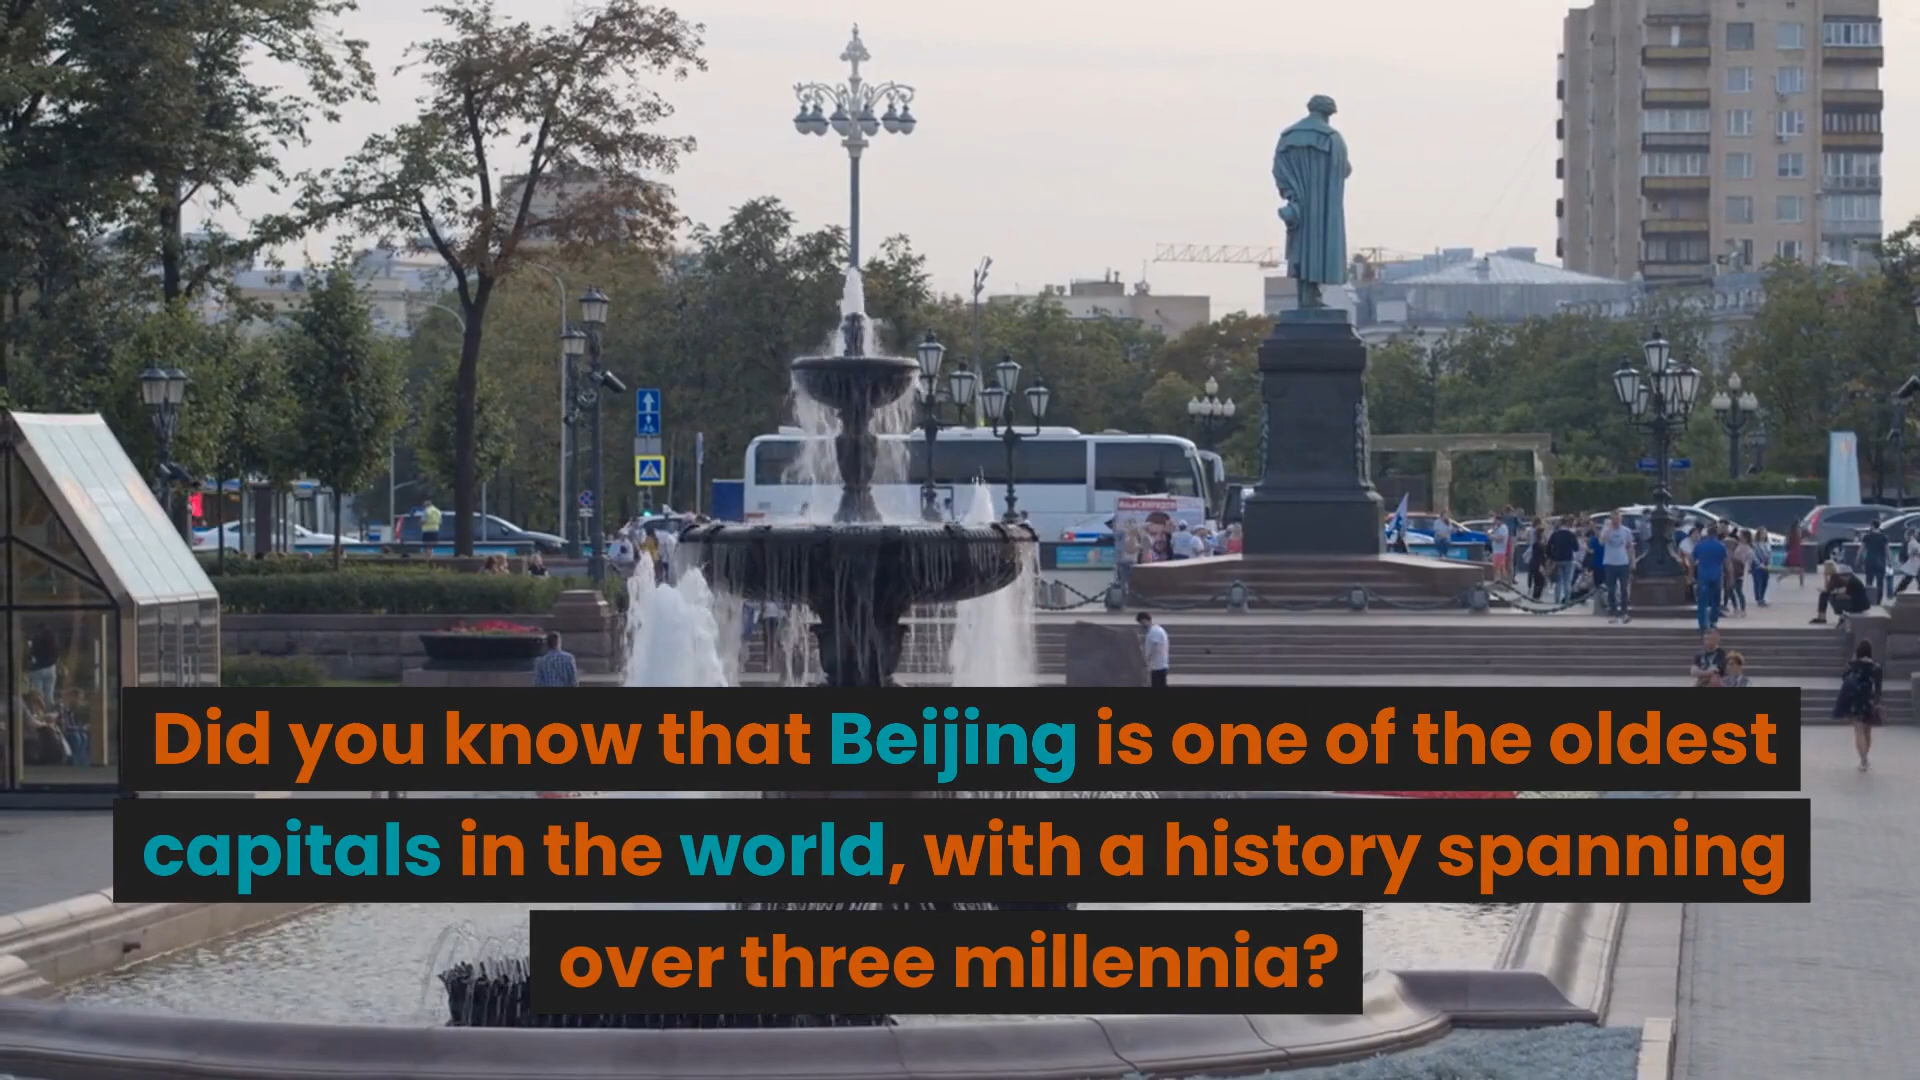 Did you know that Beijing is one of the oldest
capitals in the world, with a history spanning
over three millennia?